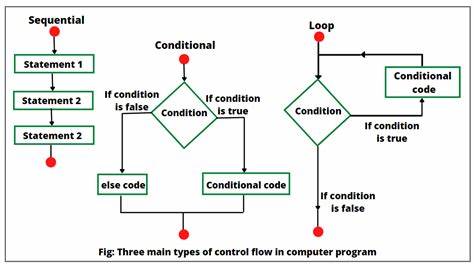 Sequential
Statement 1
Statement 2
Statement 2
Conditional
If condition
is false
Condition
If condition
is true
else code
Conditional code
Loop
Conditional
code
Condition
If condition
is true
If condition
is false
Fig: Three main types of control flow in computer program